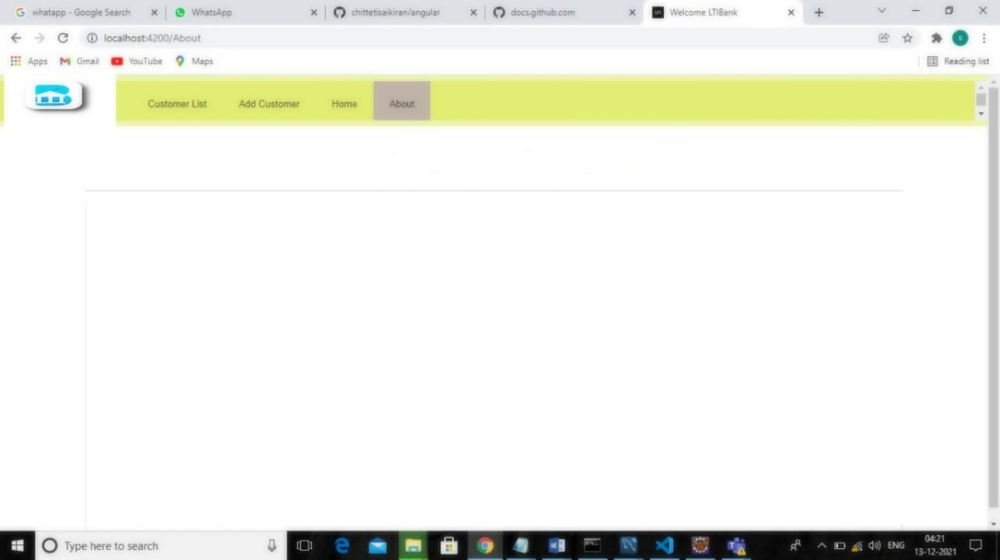 whatapp - Google Search WhatsApp chittetisaikiran/angular docs.github.com Welcome LTIBank
localhost:4200/About
Apps Gmail YouTube Maps Reading list
Customer List Add Customer Home About
Type here to search
ENG
04:21
13-12-2021